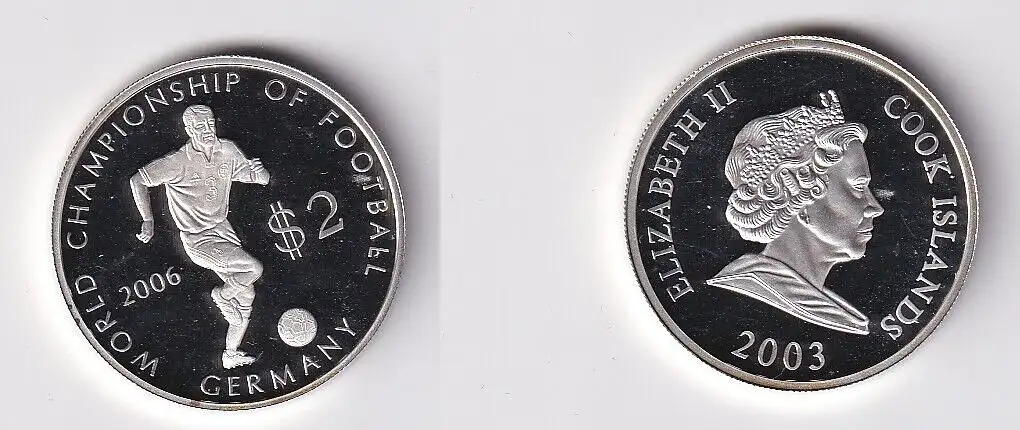 WORLD CHAMPIONSHIP OF FOOTBALL
$2
2006
GERMANY
ELIZABETH II
COOK ISLANDS
2003